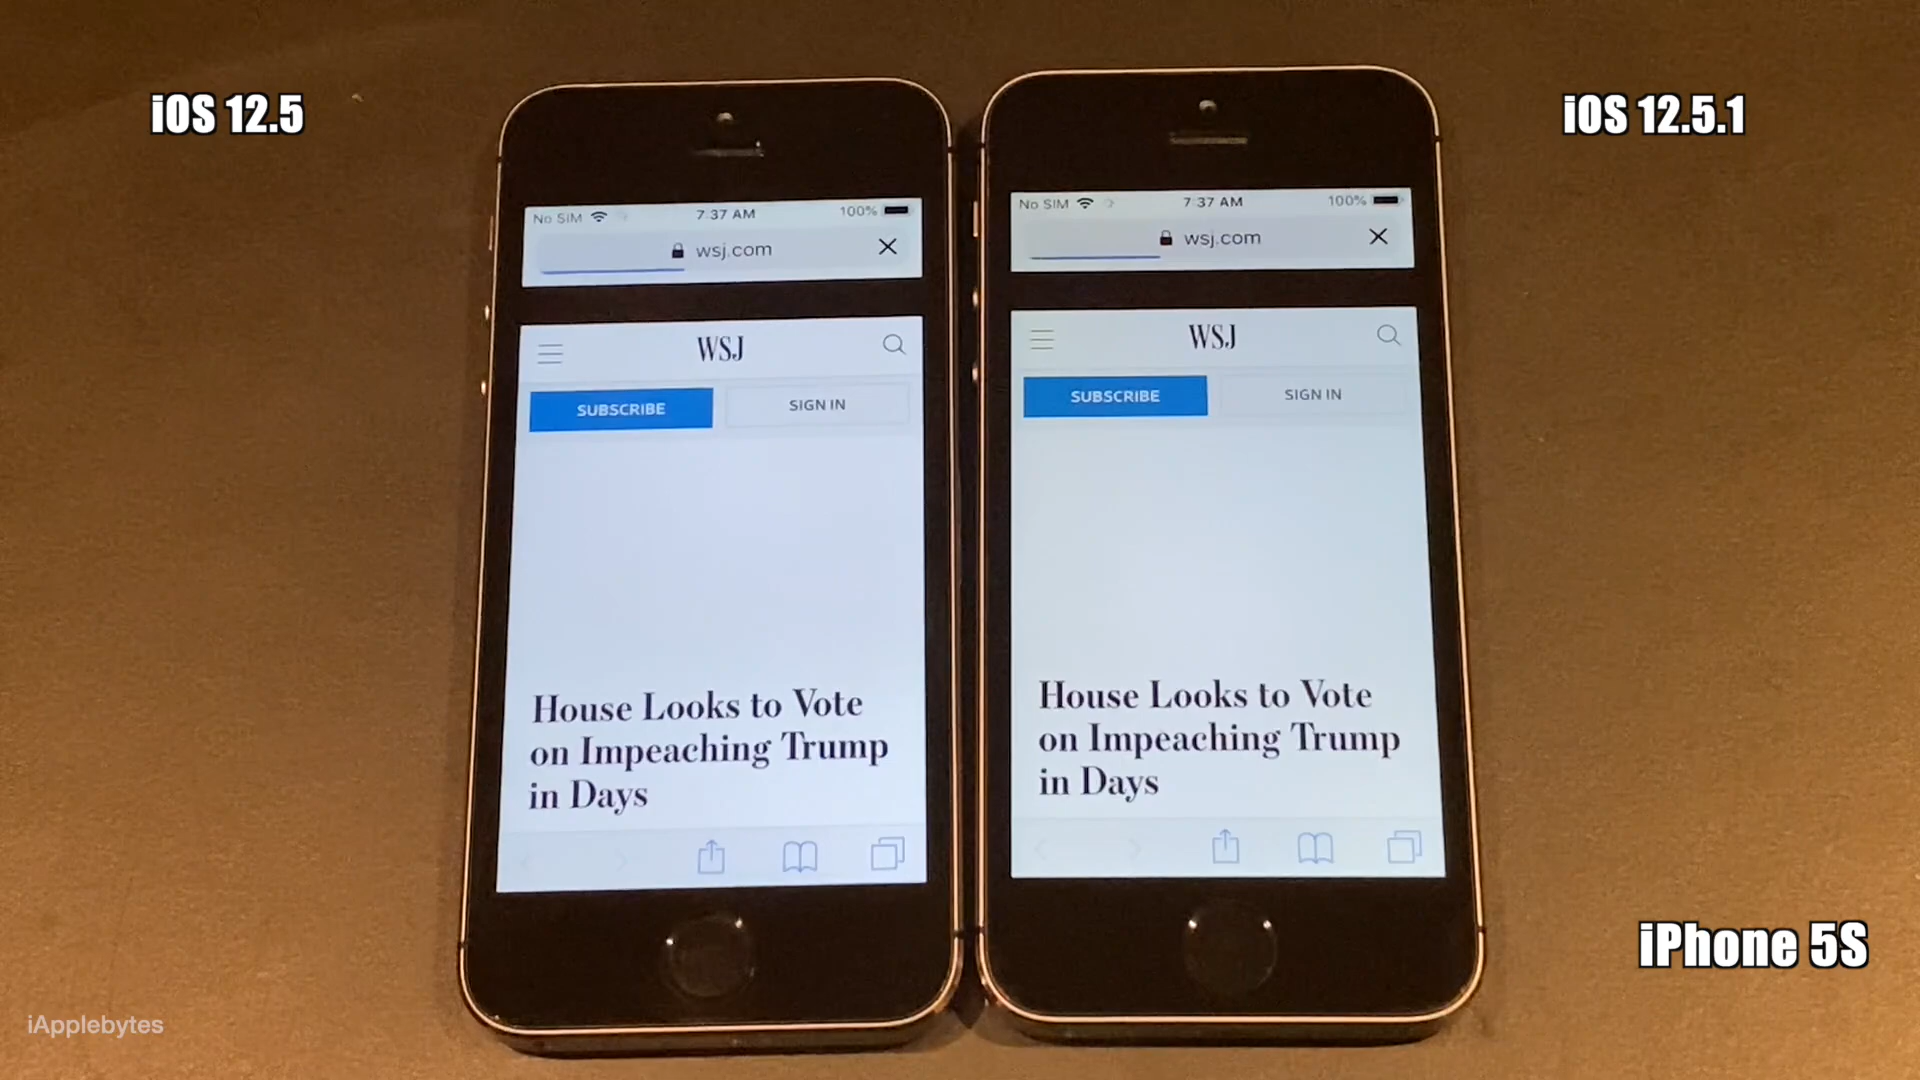 iOS 12.5
iOS 12.5.1
No SIM 7:37 AM 100%
wsj.com
WSJ
SUBSCRIBE SIGN IN
House Looks to Vote
on Impeaching Trump
in Days
No SIM 7:37 AM 100%
wsj.com
WSJ
SUBSCRIBE SIGN IN
House Looks to Vote
on Impeaching Trump
in Days
iPhone 5S
iApplebytes